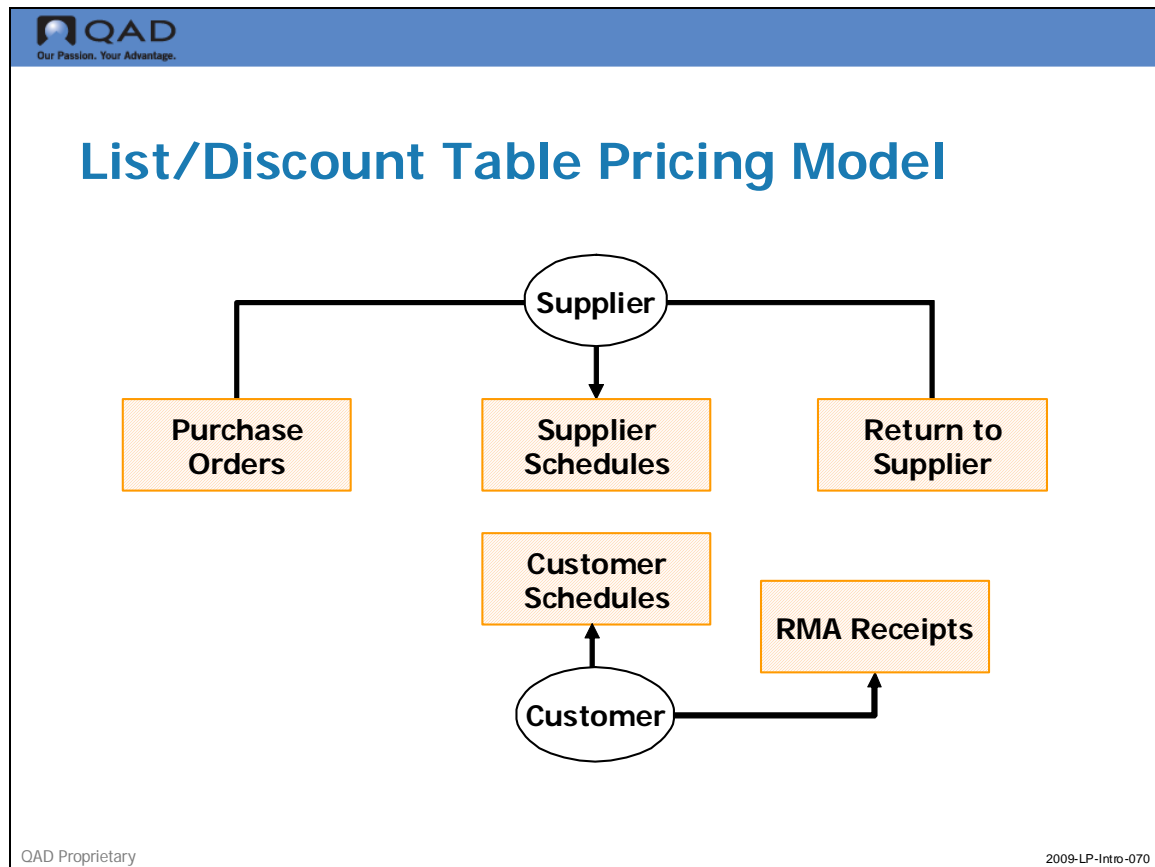 QAD
Our Passion. Your Advantage.
List/Discount Table Pricing Model
Supplier
Purchase
Orders
Supplier
Schedules
Return to
Supplier
Customer
Schedules
RMA Receipts
Customer
QAD Proprietary
2009-LP-Intro-070